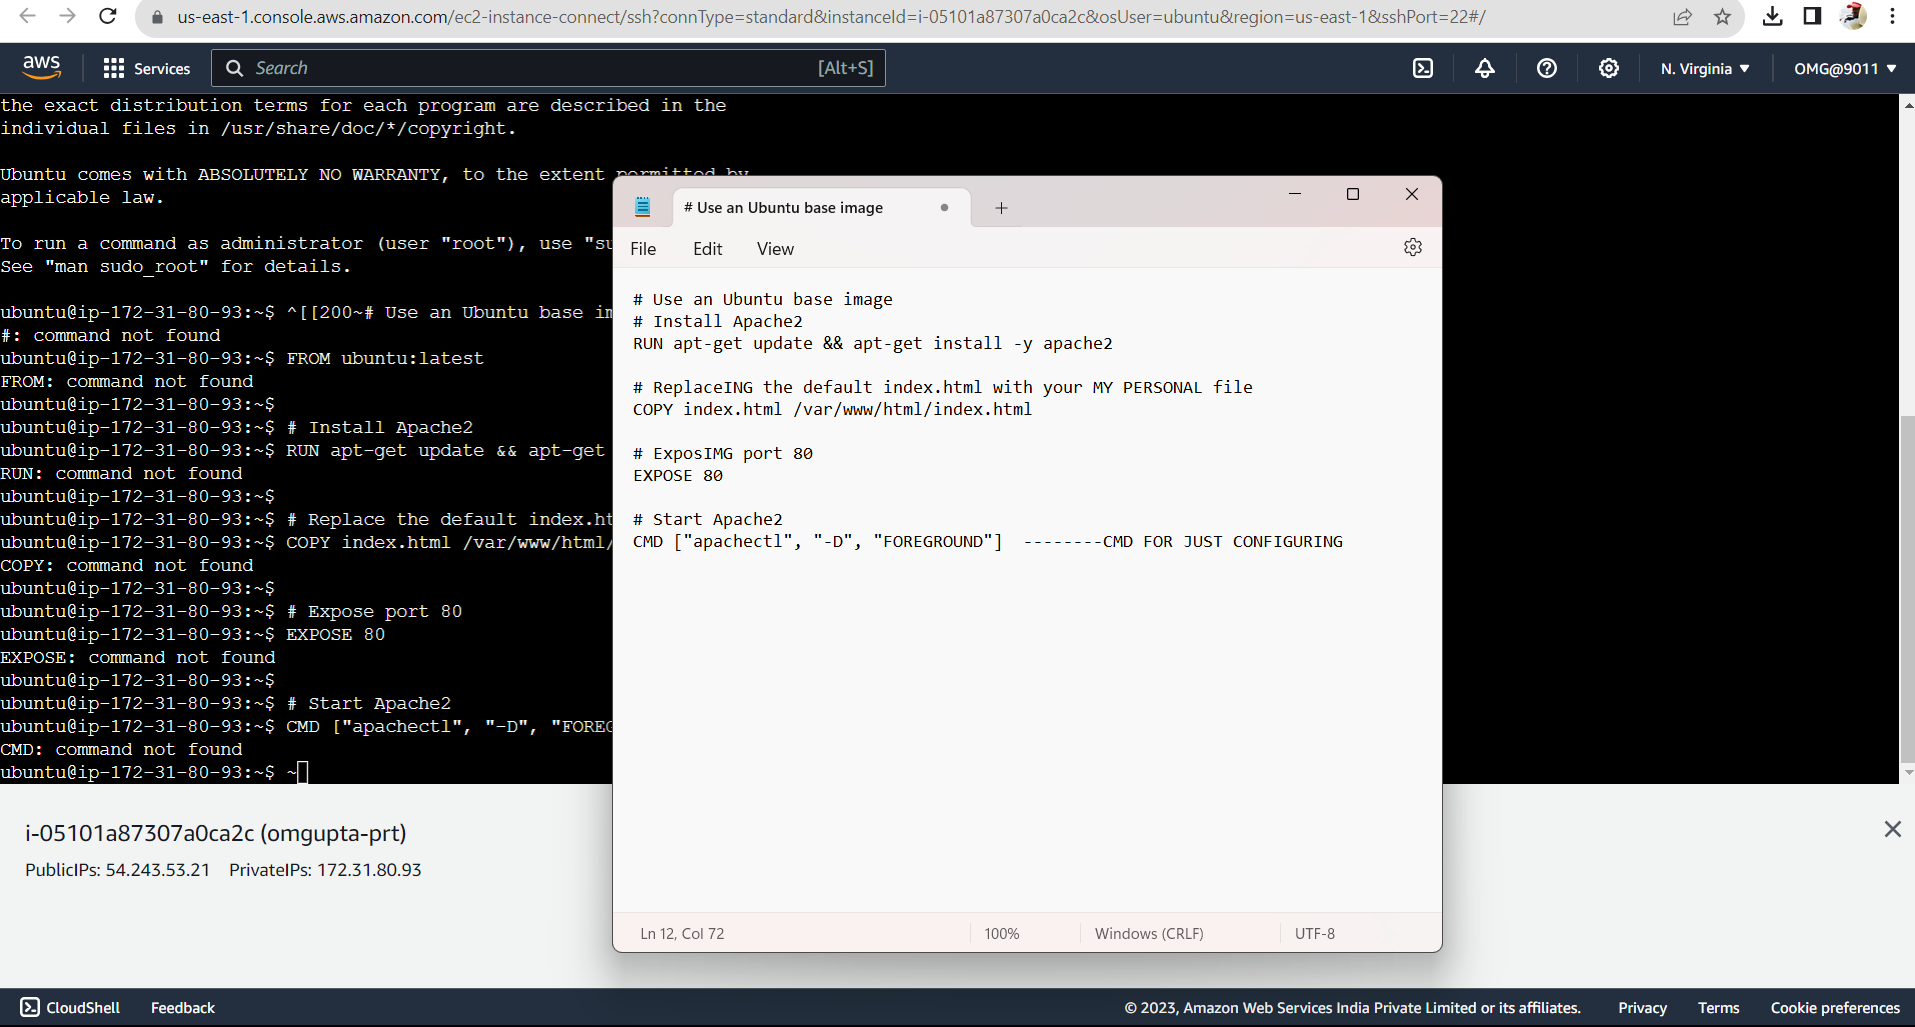 us-east-1.console.aws.amazon.com/ec2-instance-connect/ssh?connType=standard&instanceId=i-05101a87307a0ca2c&osUser=ubuntu&region=us-east-1&sshPort=22#/
aws Services Search [Alt+S] N. Virginia OMG@9011
the exact distribution terms for each program are described in the
individual files in /usr/share/doc/*/copyright.
Ubuntu comes with ABSOLUTELY NO WARRANTY, to the extent permitted by
applicable law.
To run a command as administrator (user "root"), use "su
See "man sudo_root" for details.
ubuntu@ip-172-31-80-93:~$ ^[[200~# Use an Ubuntu base im
#: command not found
ubuntu@ip-172-31-80-93:~$ FROM ubuntu:latest
FROM: command not found
ubuntu@ip-172-31-80-93:~$
ubuntu@ip-172-31-80-93:~$ # Install Apache2
ubuntu@ip-172-31-80-93:~$ RUN apt-get update && apt-get
RUN: command not found
ubuntu@ip-172-31-80-93:~$
ubuntu@ip-172-31-80-93:~$ # Replace the default index.ht
ubuntu@ip-172-31-80-93:~$ COPY index.html /var/www/html/
COPY: command not found
ubuntu@ip-172-31-80-93:~$
ubuntu@ip-172-31-80-93:~$ # Expose port 80
ubuntu@ip-172-31-80-93:~$ EXPOSE 80
EXPOSE: command not found
ubuntu@ip-172-31-80-93:~$
ubuntu@ip-172-31-80-93:~$ # Start Apache2
ubuntu@ip-172-31-80-93:~$ CMD ["apachectl", "-D", "FOREG
CMD: command not found
ubuntu@ip-172-31-80-93:~$ ~
# Use an Ubuntu base image
File Edit View
# Use an Ubuntu base image
# Install Apache2
RUN apt-get update && apt-get install -y apache2
# ReplaceING the default index.html with your MY PERSONAL file
COPY index.html /var/www/html/index.html
# ExposIMG port 80
EXPOSE 80
# Start Apache2
CMD ["apachectl", "-D", "FOREGROUND"]  --------CMD FOR JUST CONFIGURING
Ln 12, Col 72 100% Windows (CRLF) UTF-8
i-05101a87307a0ca2c (omgupta-prt)
PublicIPs: 54.243.53.21 PrivateIPs: 172.31.80.93
CloudShell Feedback © 2023, Amazon Web Services India Private Limited or its affiliates. Privacy Terms Cookie preferences